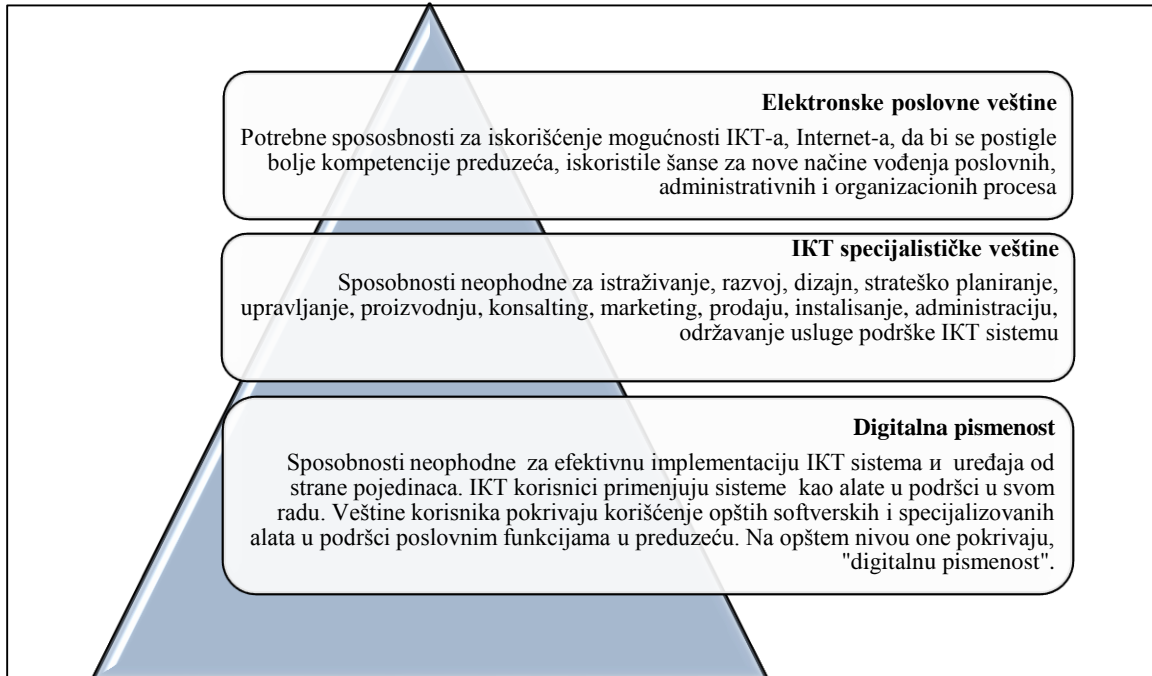 Elektronske poslovne veštine
Potrebne spososbnosti za iskorišćenje mogućnosti IKT-a, Internet-a, da bi se postigle
bolje kompetencije preduzeća, iskoristile šanse za nove načine vođenja poslovnih,
administrativnih i organizacionih procesa
IKT specijalističke veštine
Sposobnosti neophodne za istraživanje, razvoj, dizajn, strateško planiranje,
upravljanje, proizvodnju, konsalting, marketing, prodaju, instalisanje, administraciju,
održavanje usluge podrške IKT sistemu
Digitalna pismenost
Sposobnosti neophodne za efektivnu implementaciju IKT sistema и uređaja od
strane pojedinaca. IKT korisnici primenjuju sisteme kao alate u podršci u svom
radu. Veštine korisnika pokrivaju korišćenje opštih softverskih i specijalizovanih
alata u podršci poslovnim funkcijama u preduzeću. Na opštem nivou one pokrivaju,
"digitalnu pismenost".